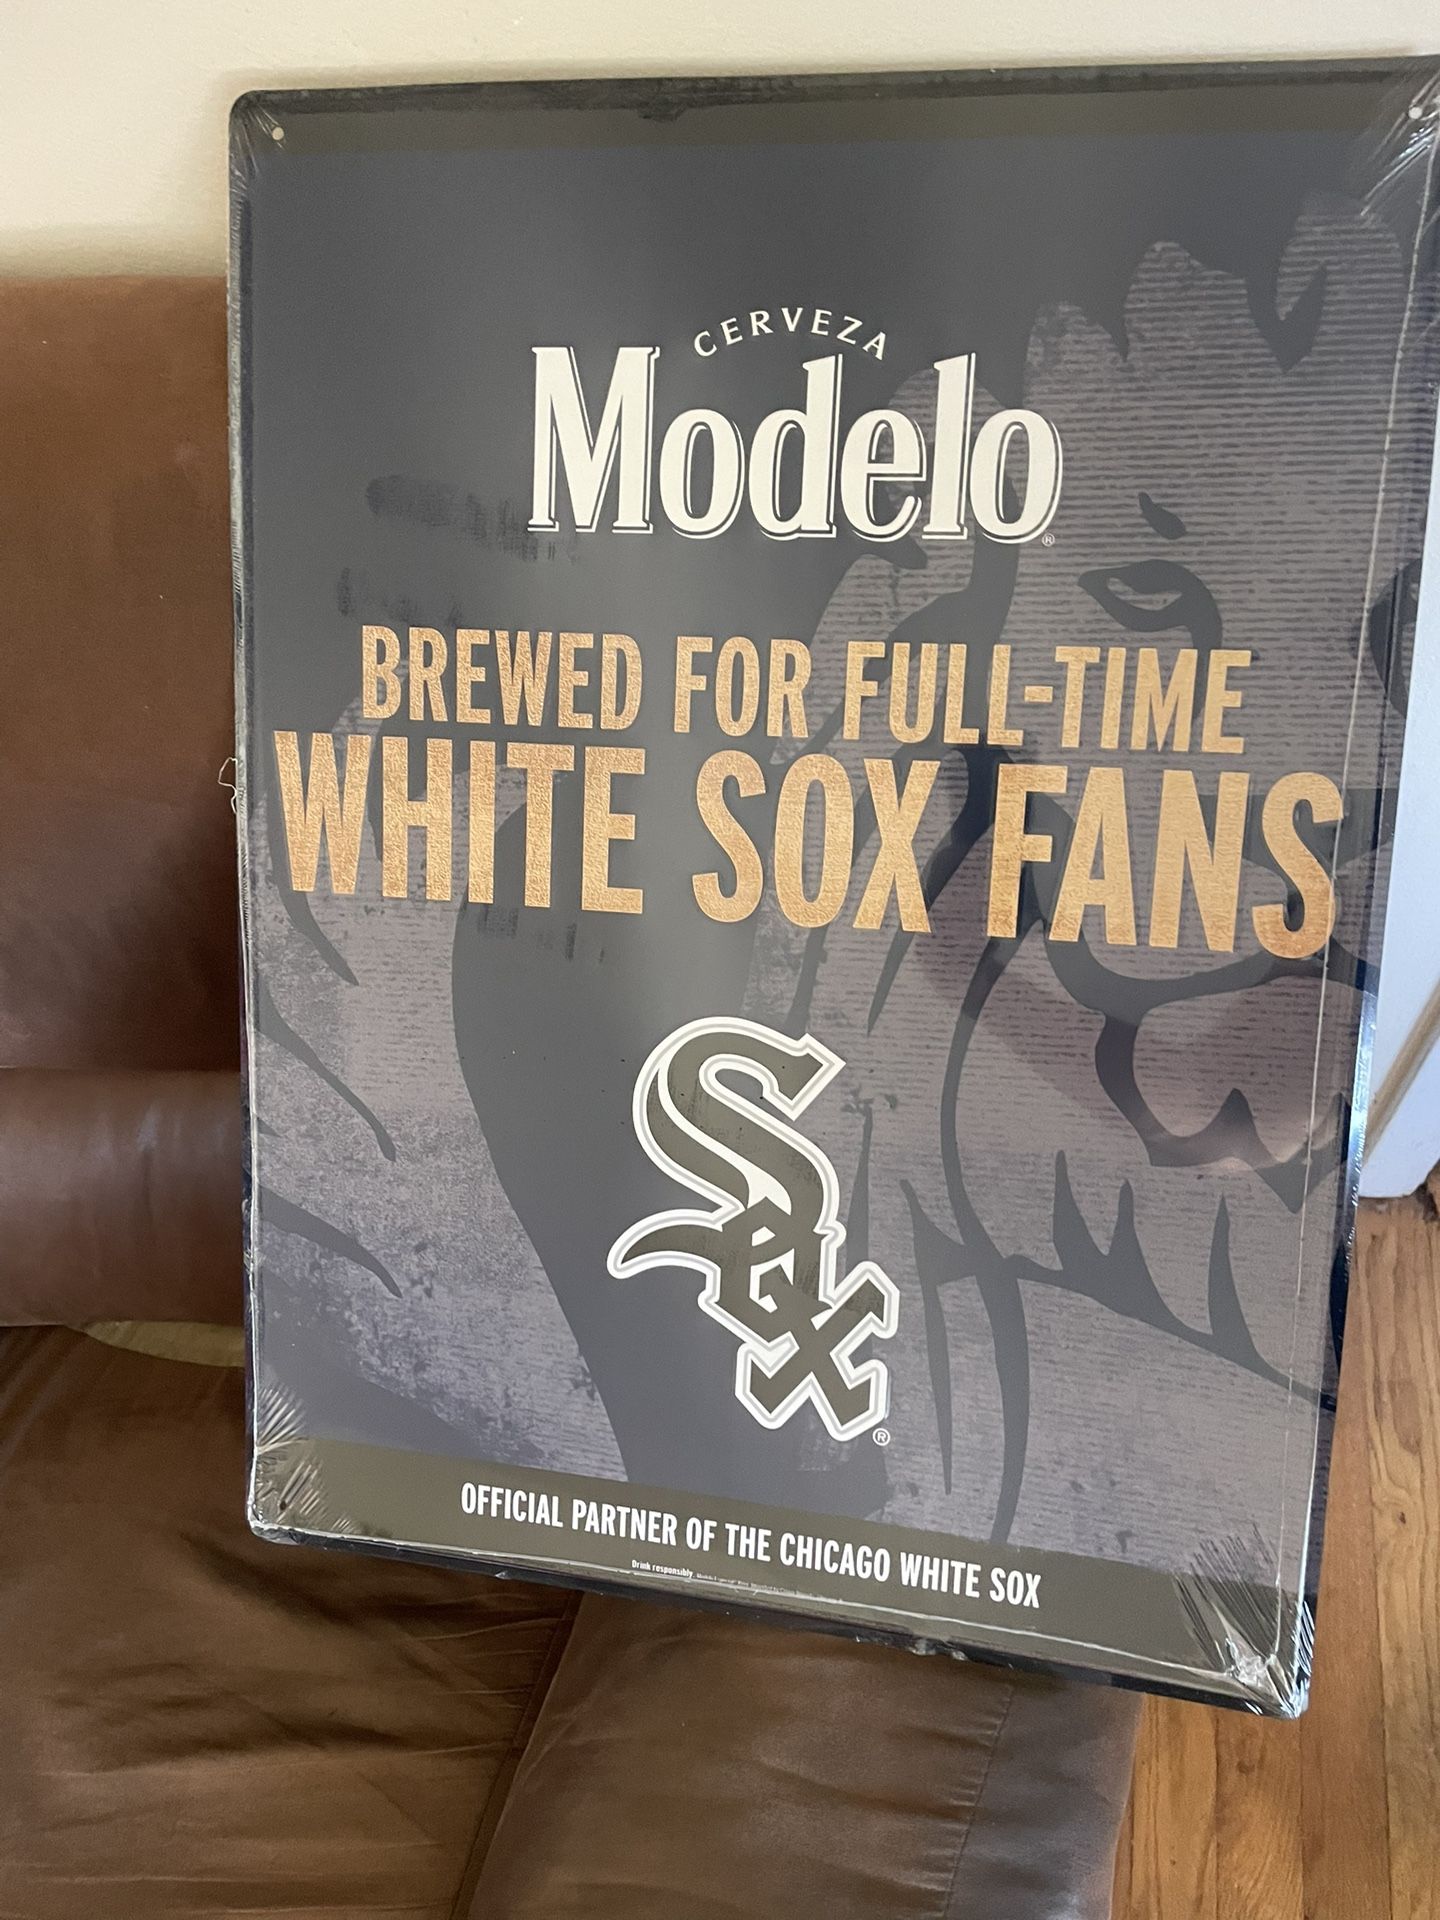 CERVEZA
Modelo®
BREWED FOR FULL-TIME
WHITE SOX FANS
Sox®
OFFICIAL PARTNER OF THE CHICAGO WHITE SOX
Drink responsibly.